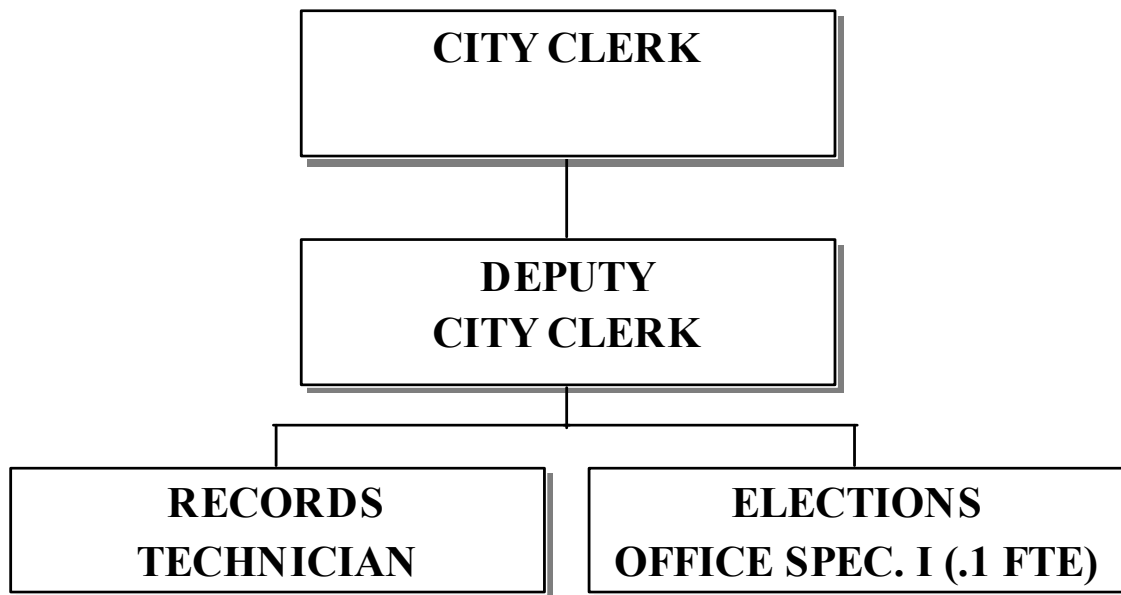 CITY CLERK
DEPUTY
CITY CLERK
RECORDS
TECHNICIAN
ELECTIONS
OFFICE SPEC. I (.1 FTE)